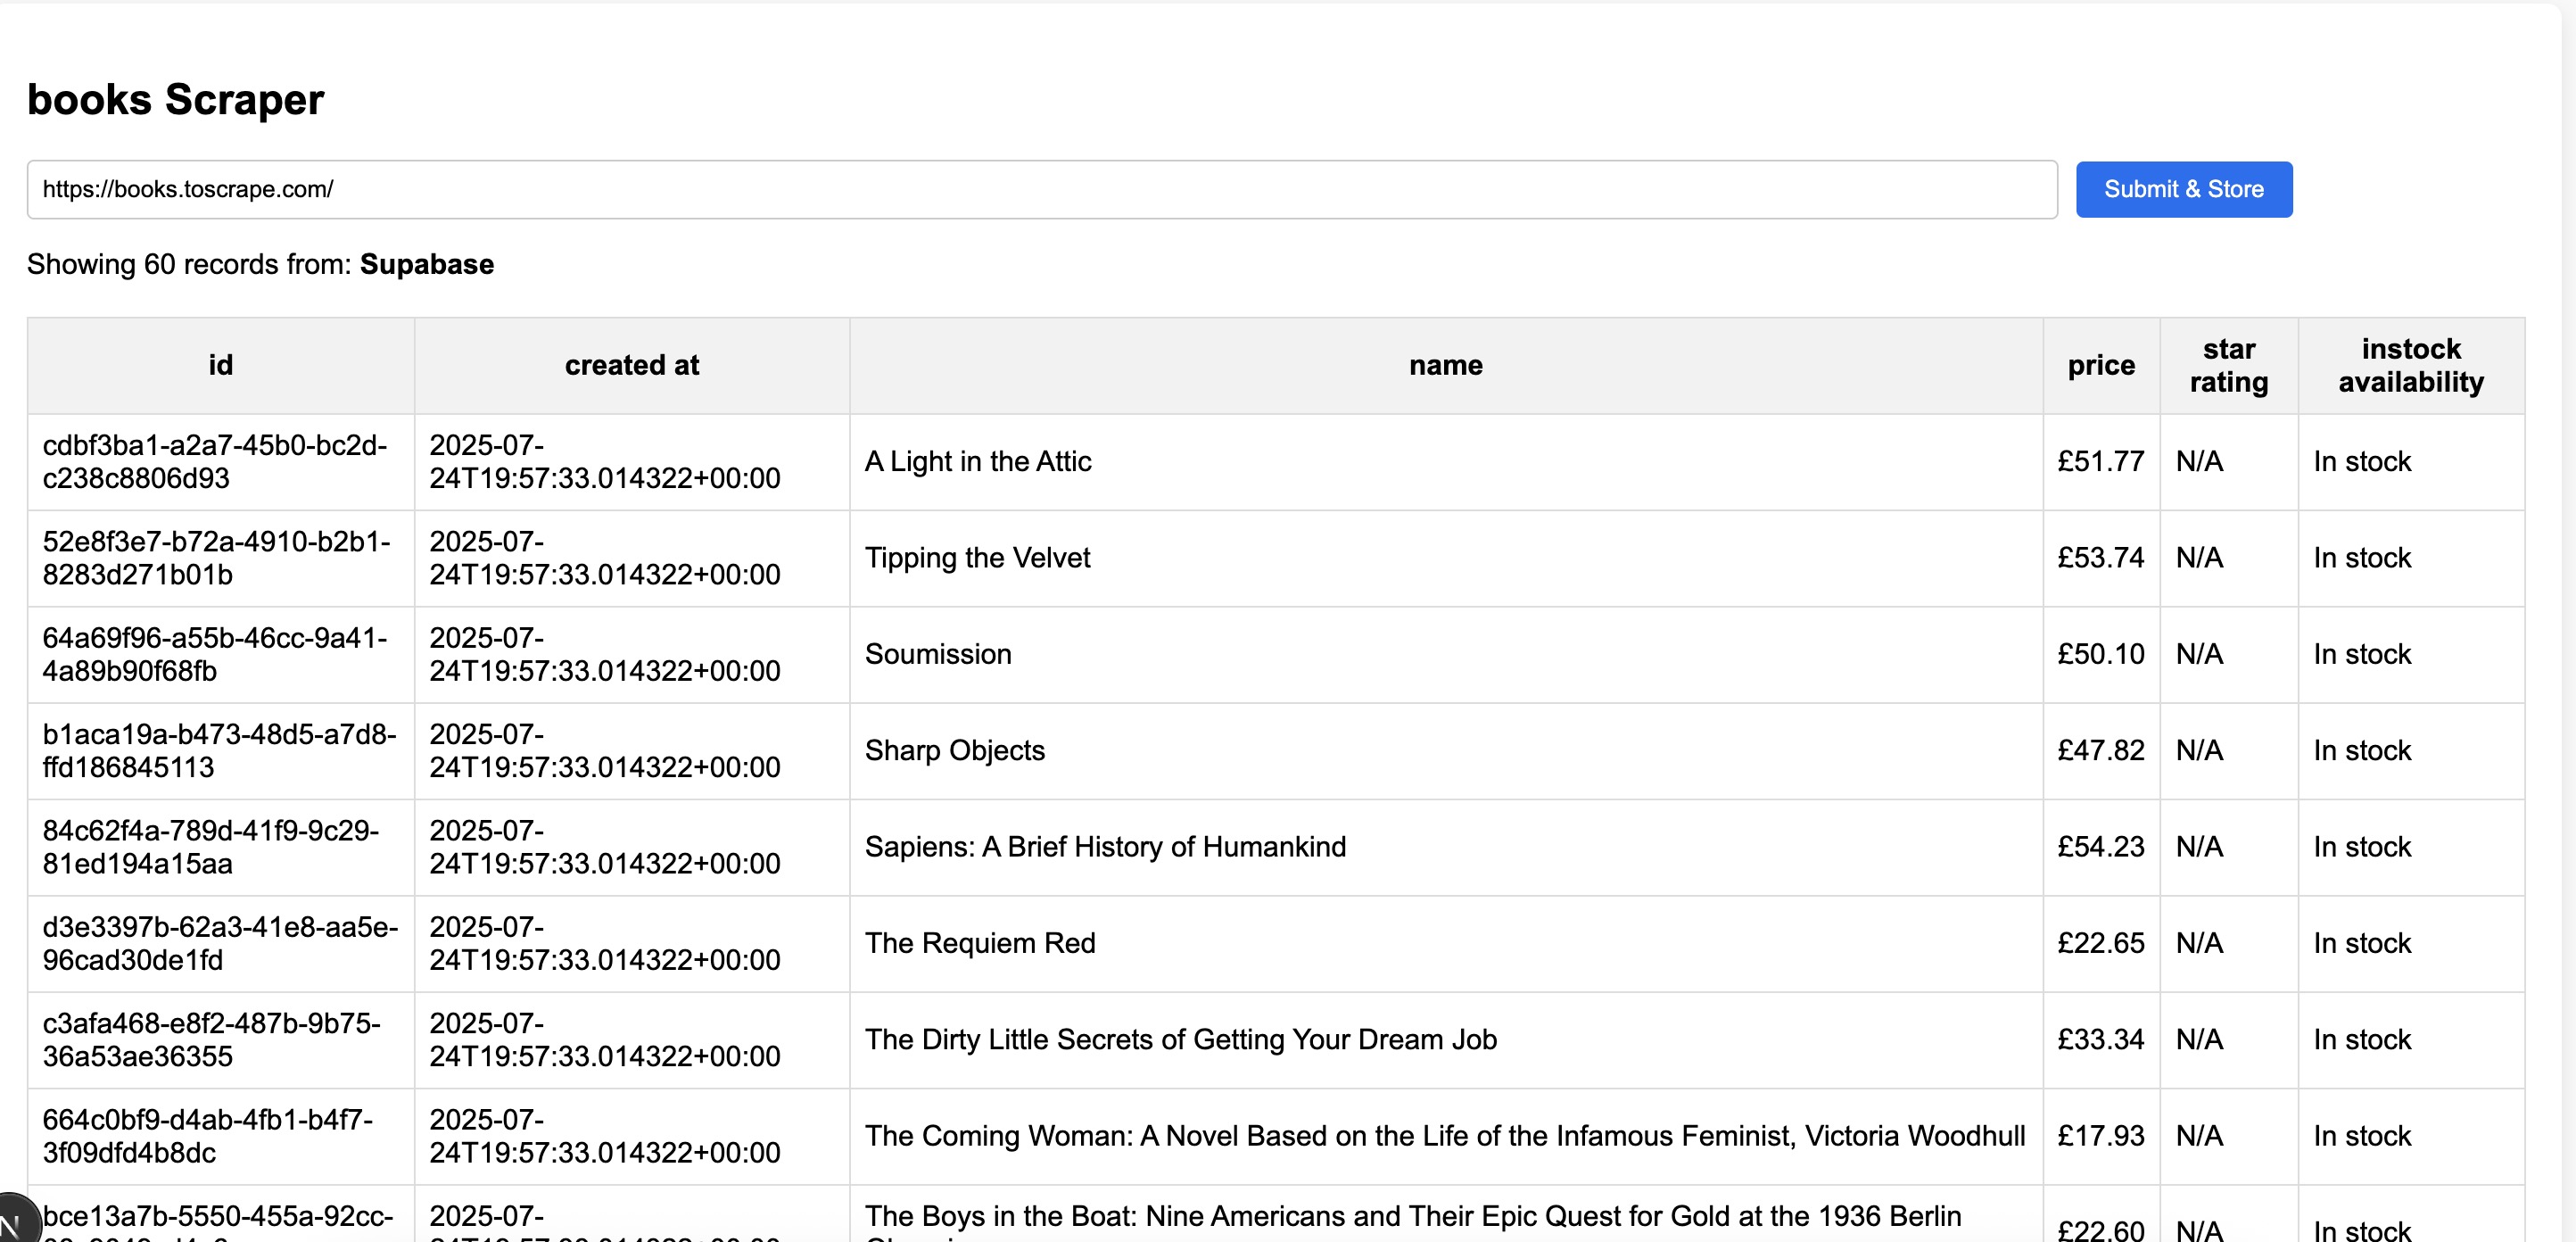 books Scraper
https://books.toscrape.com/
Submit & Store
Showing 60 records from: Supabase
id created at name price star rating instock availability
cdbf3ba1-a2a7-45b0-bc2d-c238c8806d93 2025-07-24T19:57:33.014322+00:00 A Light in the Attic £51.77 N/A In stock
52e8f3e7-b72a-4910-b2b1-8283d271b01b 2025-07-24T19:57:33.014322+00:00 Tipping the Velvet £53.74 N/A In stock
64a69f96-a55b-46cc-9a41-4a89b90f68fb 2025-07-24T19:57:33.014322+00:00 Soumission £50.10 N/A In stock
b1aca19a-b473-48d5-a7d8-ffd186845113 2025-07-24T19:57:33.014322+00:00 Sharp Objects £47.82 N/A In stock
84c62f4a-789d-41f9-9c29-81ed194a15aa 2025-07-24T19:57:33.014322+00:00 Sapiens: A Brief History of Humankind £54.23 N/A In stock
d3e3397b-62a3-41e8-aa5e-96cad30de1fd 2025-07-24T19:57:33.014322+00:00 The Requiem Red £22.65 N/A In stock
c3afa468-e8f2-487b-9b75-36a53ae36355 2025-07-24T19:57:33.014322+00:00 The Dirty Little Secrets of Getting Your Dream Job £33.34 N/A In stock
664c0bf9-d4ab-4fb1-b4f7-3f09dfd4b8dc 2025-07-24T19:57:33.014322+00:00 The Coming Woman: A Novel Based on the Life of the Infamous Feminist, Victoria Woodhull £17.93 N/A In stock
bce13a7b-5550-455a-92cc- 2025-07- The Boys in the Boat: Nine Americans and Their Epic Quest for Gold at the 1936 Berlin £22.60 N/A In stock